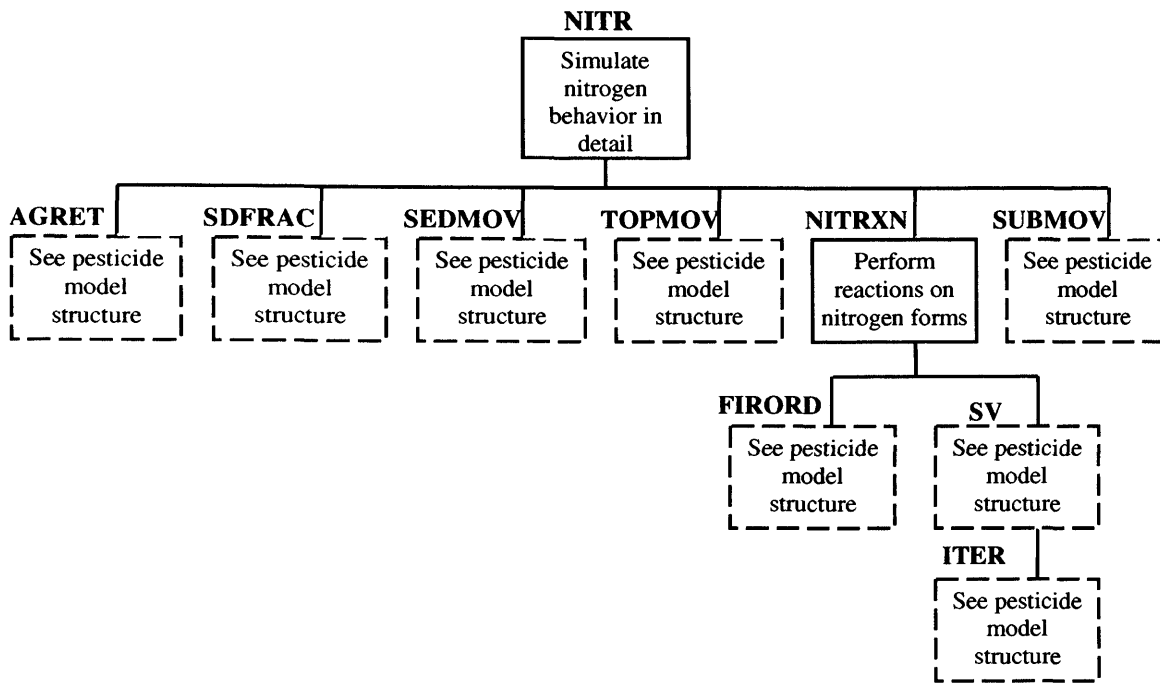 NITR
Simulate
nitrogen
behavior in
detail
AGRET
See pesticide
model
structure
SDFRAC
See pesticide
model
structure
SEDMOV
See pesticide
model
structure
TOPMOV
See pesticide
model
structure
NITRXN
Perform
reactions on
nitrogen forms
SUBMOV
See pesticide
model
structure
FIRORD
See pesticide
model
structure
SV
See pesticide
model
structure
ITER
See pesticide
model
structure